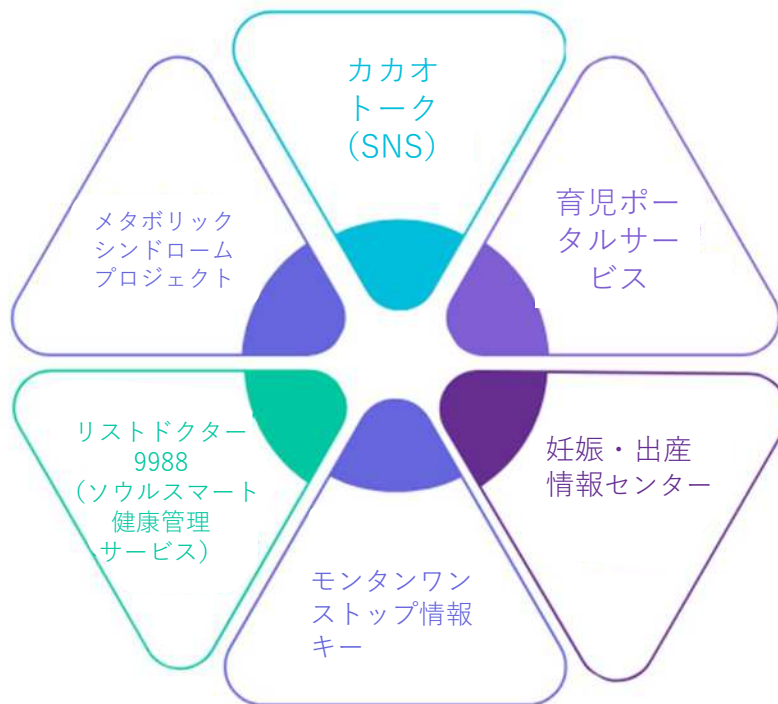 カカオ
トーク
(SNS)
育児ポー
タルサー
ビス
メタボリック
シンドローム
プロジェクト
リストドクター
9988
(ソウルスマート
健康管理
サービス)
妊娠・出産
情報センター
モンタンワン
ストップ情報
キー